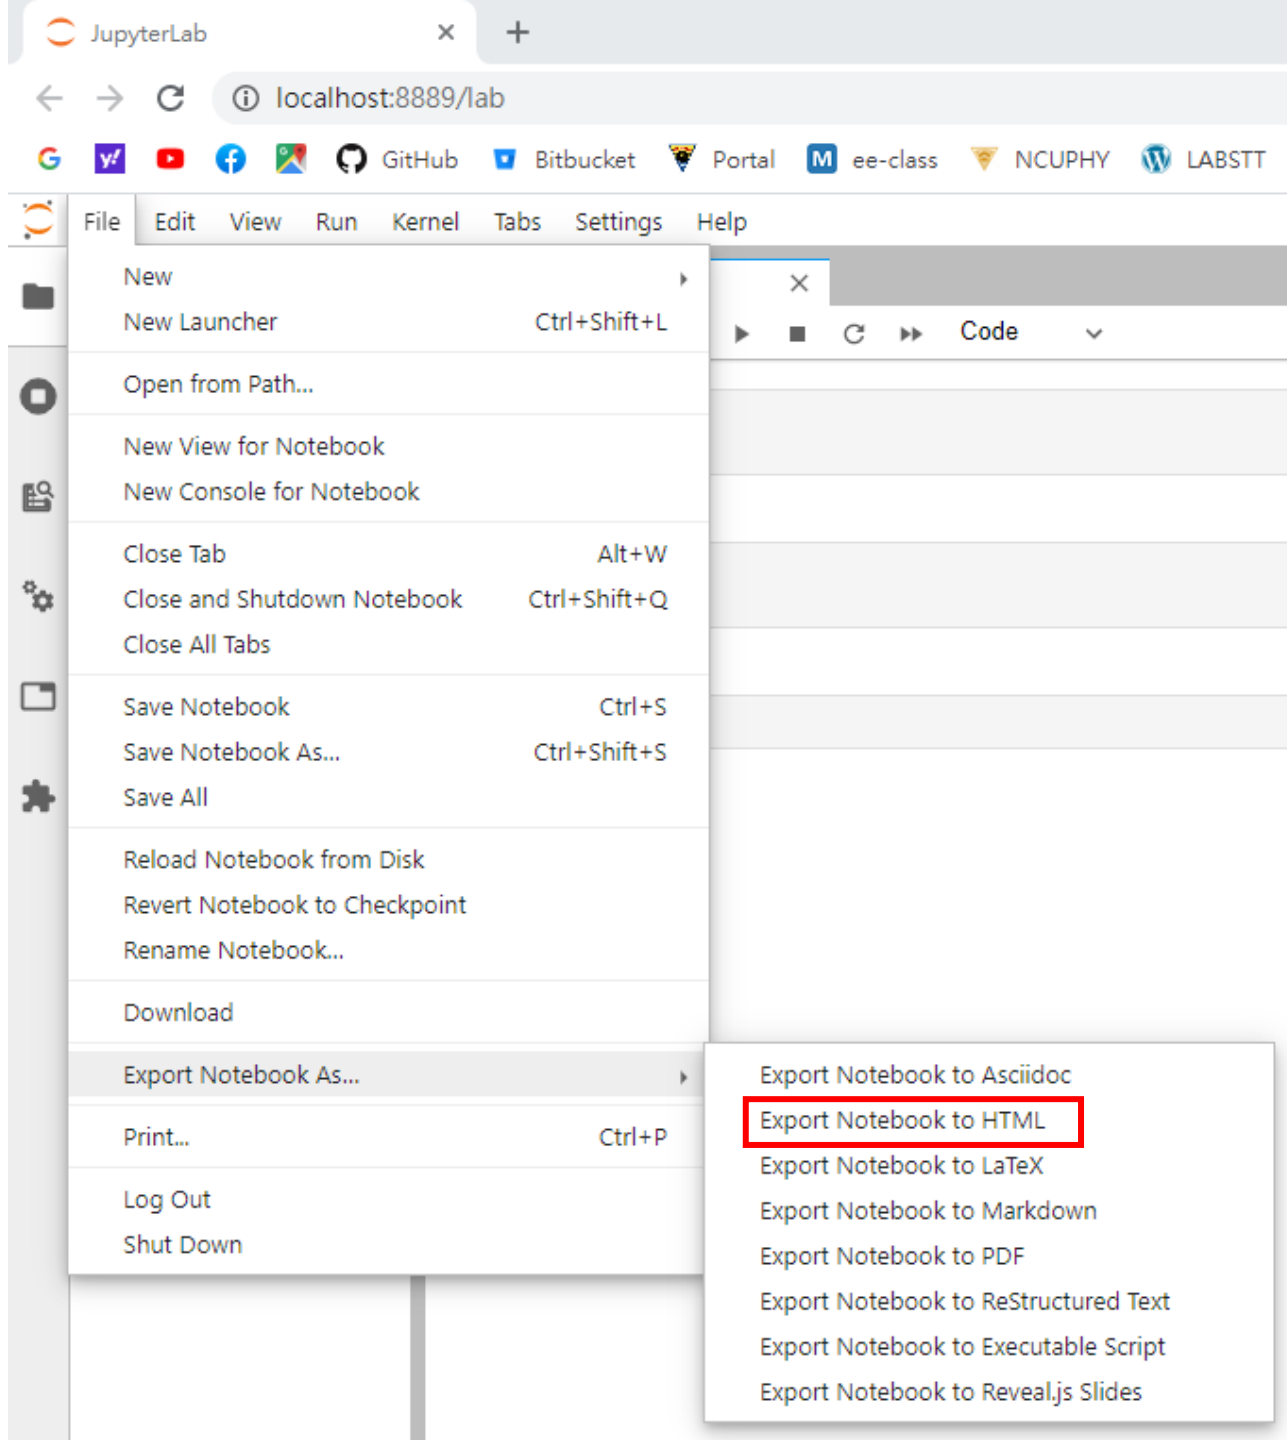 JupyterLab
localhost:8889/lab
GitHub Bitbucket Portal M ee-class NCUPHY LABSTT
File Edit View Run Kernel Tabs Settings Help
New
New Launcher Ctrl+Shift+L
Code
Open from Path...
New View for Notebook
New Console for Notebook
Close Tab Alt+W
Close and Shutdown Notebook Ctrl+Shift+Q
Close All Tabs
Save Notebook Ctrl+S
Save Notebook As... Ctrl+Shift+S
Save All
Reload Notebook from Disk
Revert Notebook to Checkpoint
Rename Notebook...
Download
Export Notebook As...
Print... Ctrl+P
Log Out
Shut Down
Export Notebook to Asciidoc
Export Notebook to HTML
Export Notebook to LaTeX
Export Notebook to Markdown
Export Notebook to PDF
Export Notebook to ReStructured Text
Export Notebook to Executable Script
Export Notebook to Reveal.js Slides